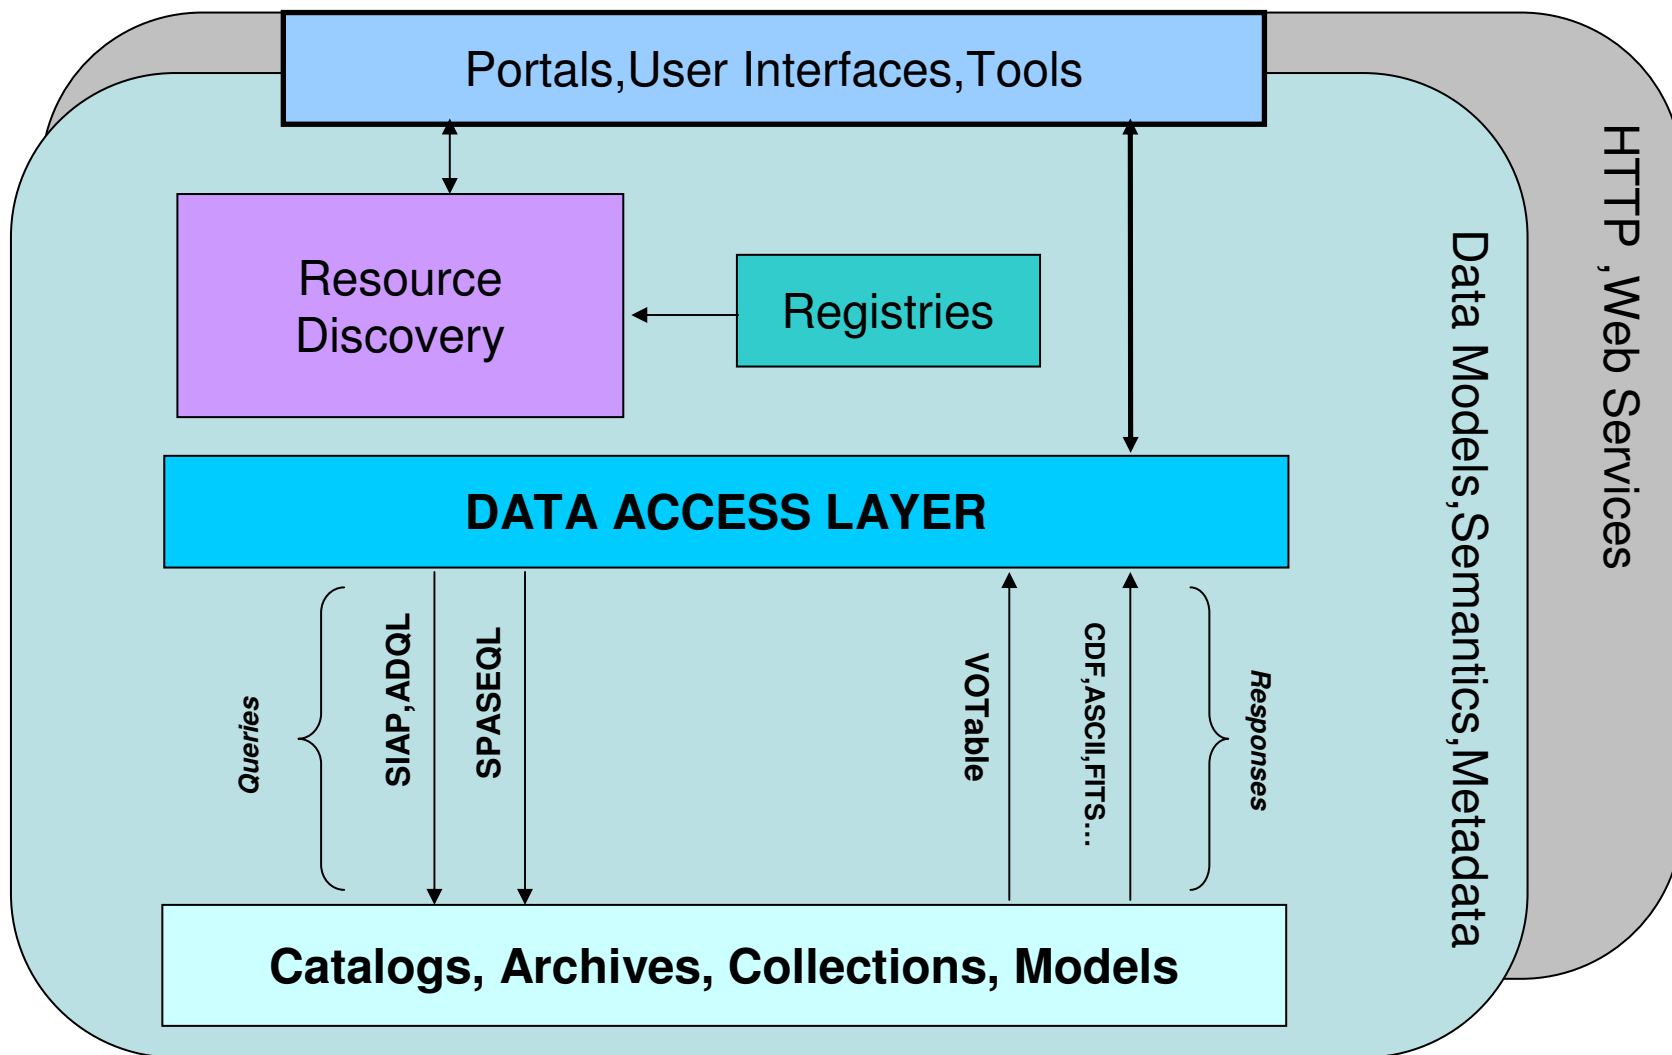 Portals,User Interfaces,Tools
HTTP ,Web Services
Data Models,Semantics,Metadata
Resource
Discovery
Registries
DATA ACCESS LAYER
Queries
SIAP,ADQL
SPASEQL
VOTable
CDF,ASCII,FITS...
Responses
Catalogs, Archives, Collections, Models